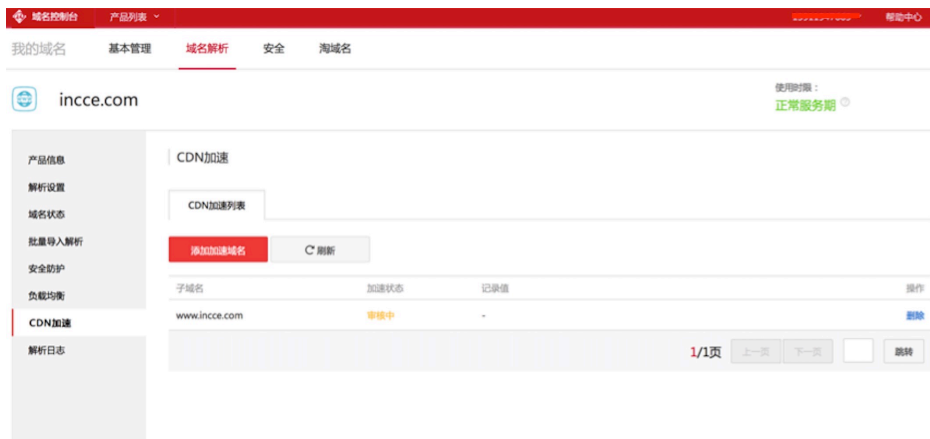 域名控制台 产品列表 帮助中心
我的域名 基本管理 域名解析 安全 淘域名
incce.com
使用时限：
正常服务期
产品信息
解析设置
域名状态
批量导入解析
安全防护
负载均衡
CDN加速
解析日志
CDN加速
CDN加速列表
添加加速域名 刷新
子域名 加速状态 记录值 操作
www.incce.com 审核中 - 删除
1/1页 上一页 下一页 跳转